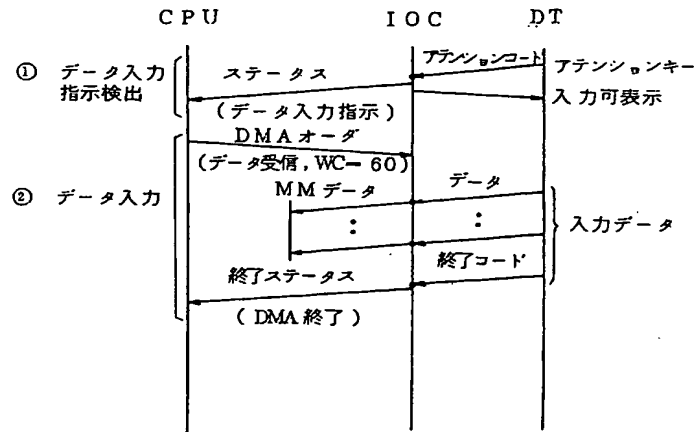 CPU IOC DT
① データ入力 ステータス アテンションコード アテンションキー
指示検出 (データ入力指示) 入力可表示
DMAオーダ
(データ受信,WC=60)
② データ入力 MMデータ データ
： ： 入力データ
終了ステータス 終了コード
(DMA終了)